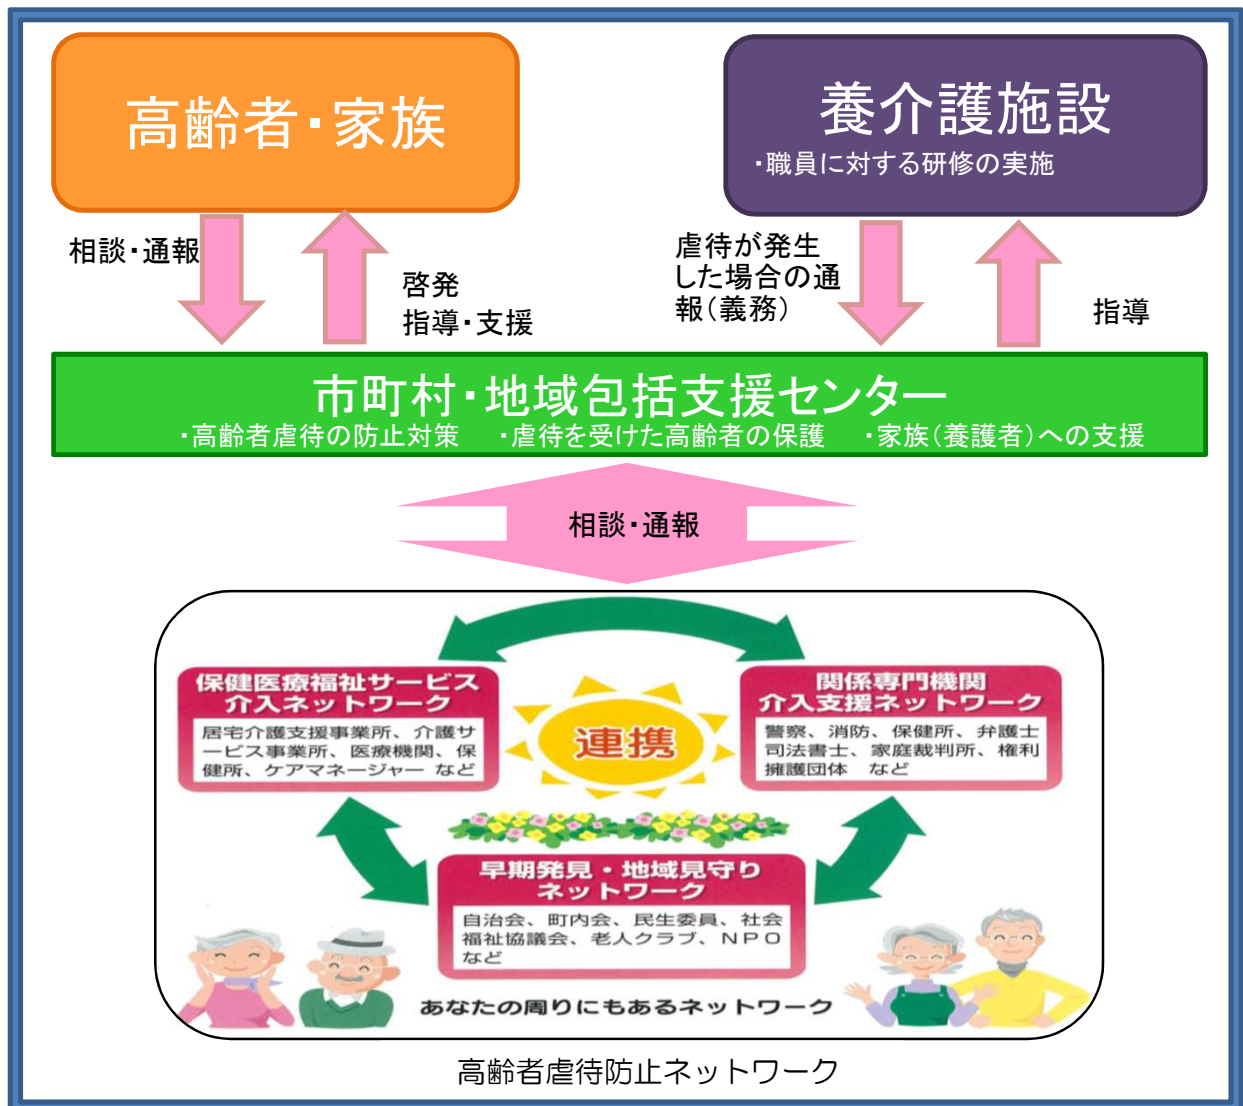 高齢者・家族
養介護施設
・職員に対する研修の実施
相談・通報
啓発
指導・支援
虐待が発生
した場合の通
報（義務）
指導
市町村・地域包括支援センター
・高齢者虐待の防止対策　・虐待を受けた高齢者の保護　・家族（養護者）への支援
相談・通報
保健医療福祉サービス
介入ネットワーク
居宅介護支援事業所、介護サ
ービス事業所、医療機関、保
健所、ケアマネージャー など
連携
関係専門機関
介入支援ネットワーク
警察、消防、保健所、弁護士
司法書士、家庭裁判所、権利
擁護団体　など
早期発見・地域見守り
ネットワーク
自治会、町内会、民生委員、社会
福祉協議会、老人クラブ、ＮＰＯ
など
あなたの周りにもあるネットワーク
高齢者虐待防止ネットワーク